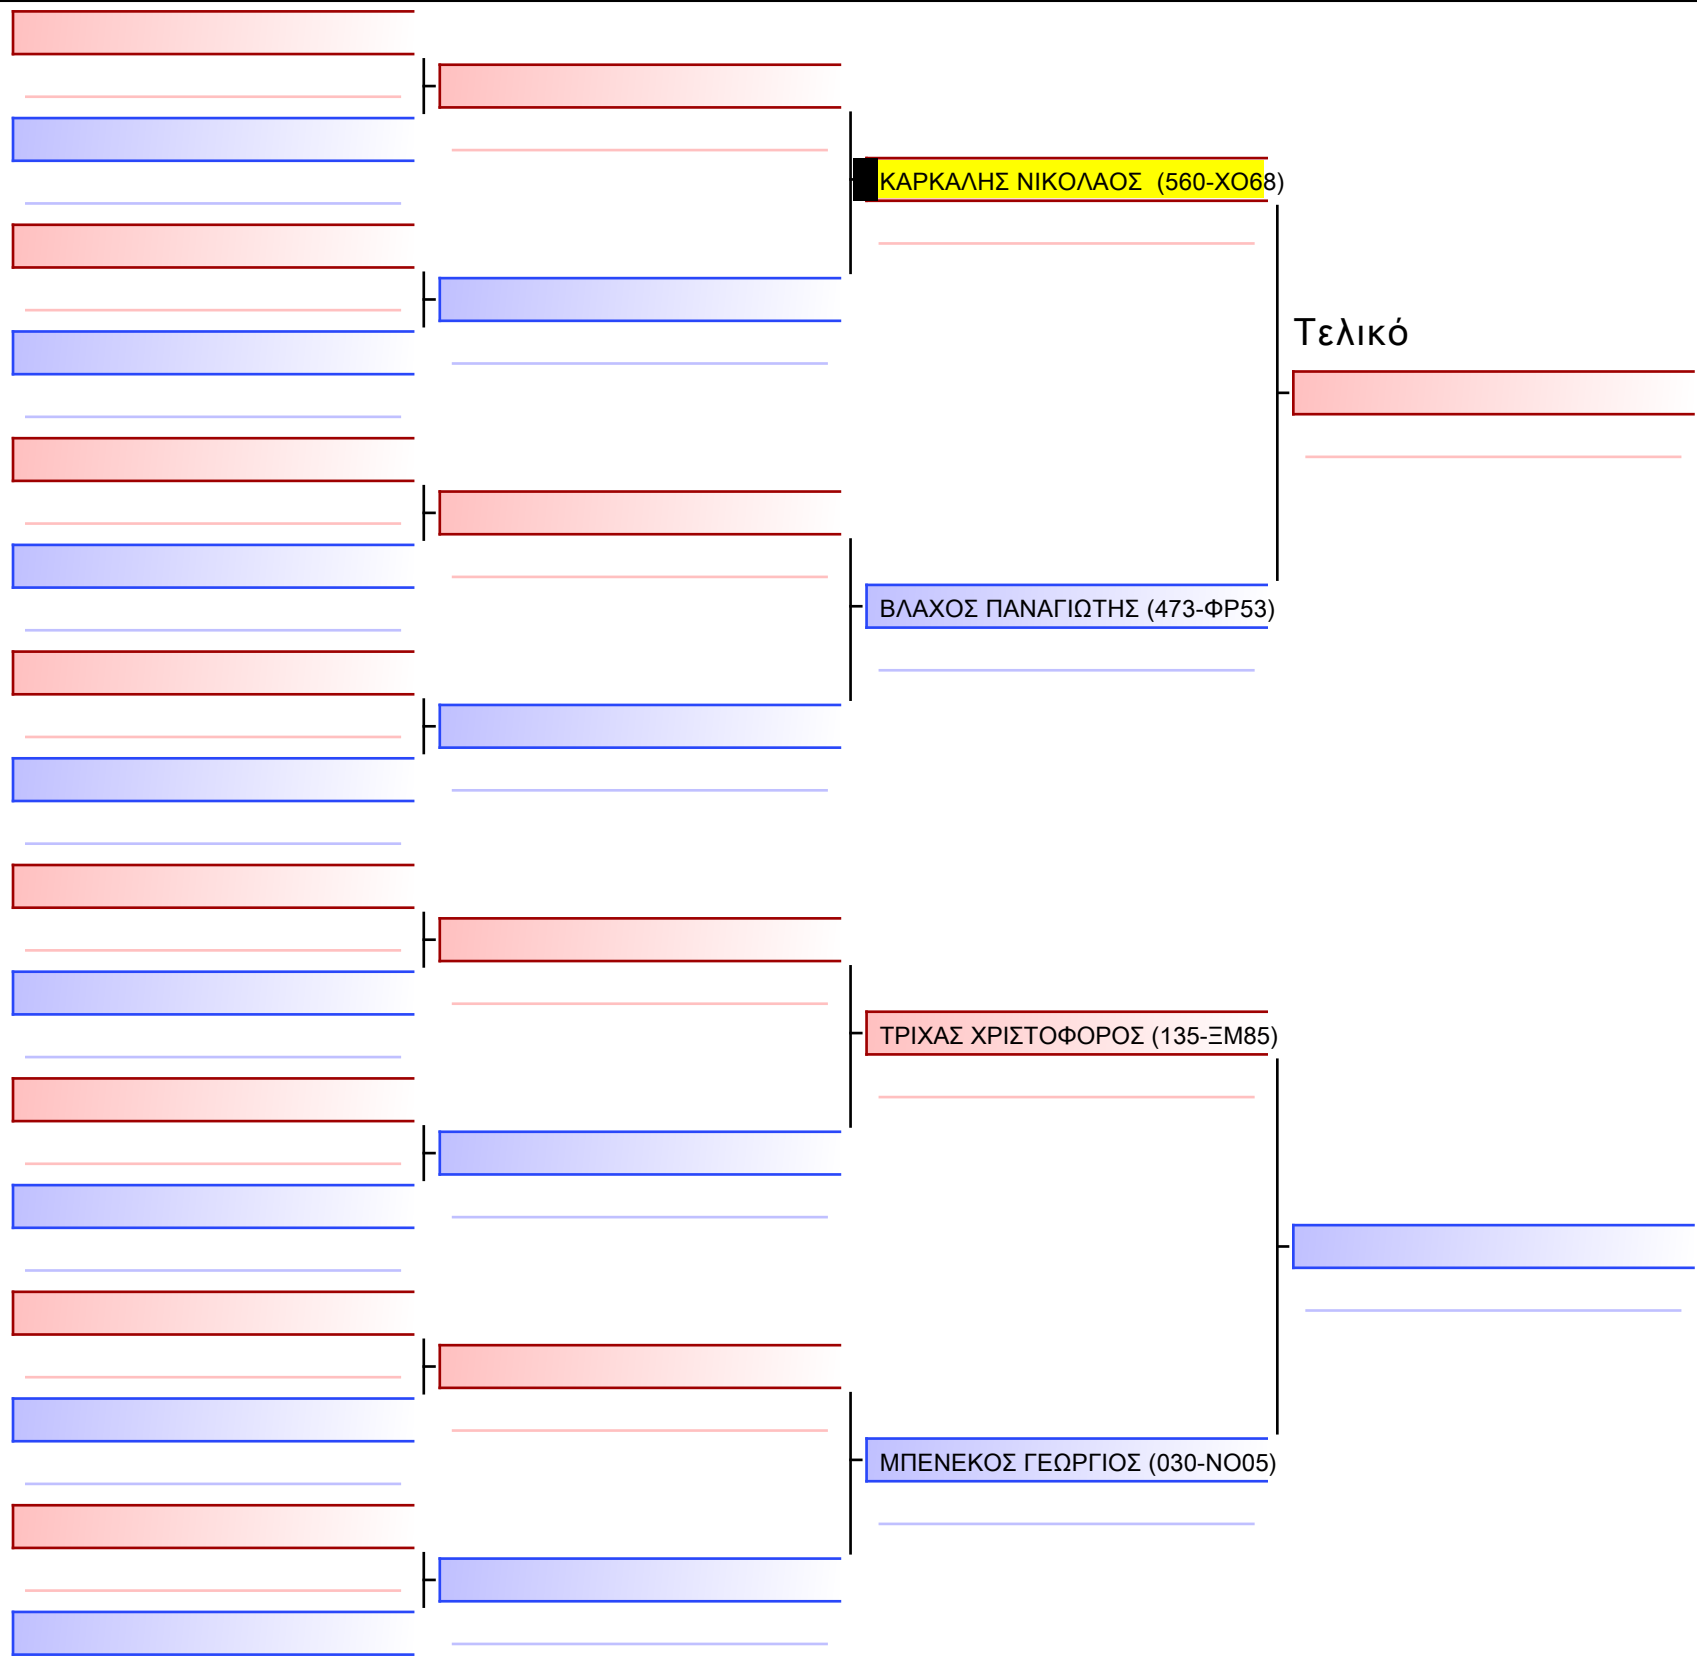 ΚΑΡΚΑΛΗΣ ΝΙΚΟΛΑΟΣ  (560-ΧΟ68)
Τελικό
ΒΛΑΧΟΣ ΠΑΝΑΓΙΩΤΗΣ (473-ΦΡ53)
ΤΡΙΧΑΣ ΧΡΙΣΤΟΦΟΡΟΣ (135-ΞΜ85)
ΜΠΕΝΕΚΟΣ ΓΕΩΡΓΙΟΣ (030-ΝΟ05)